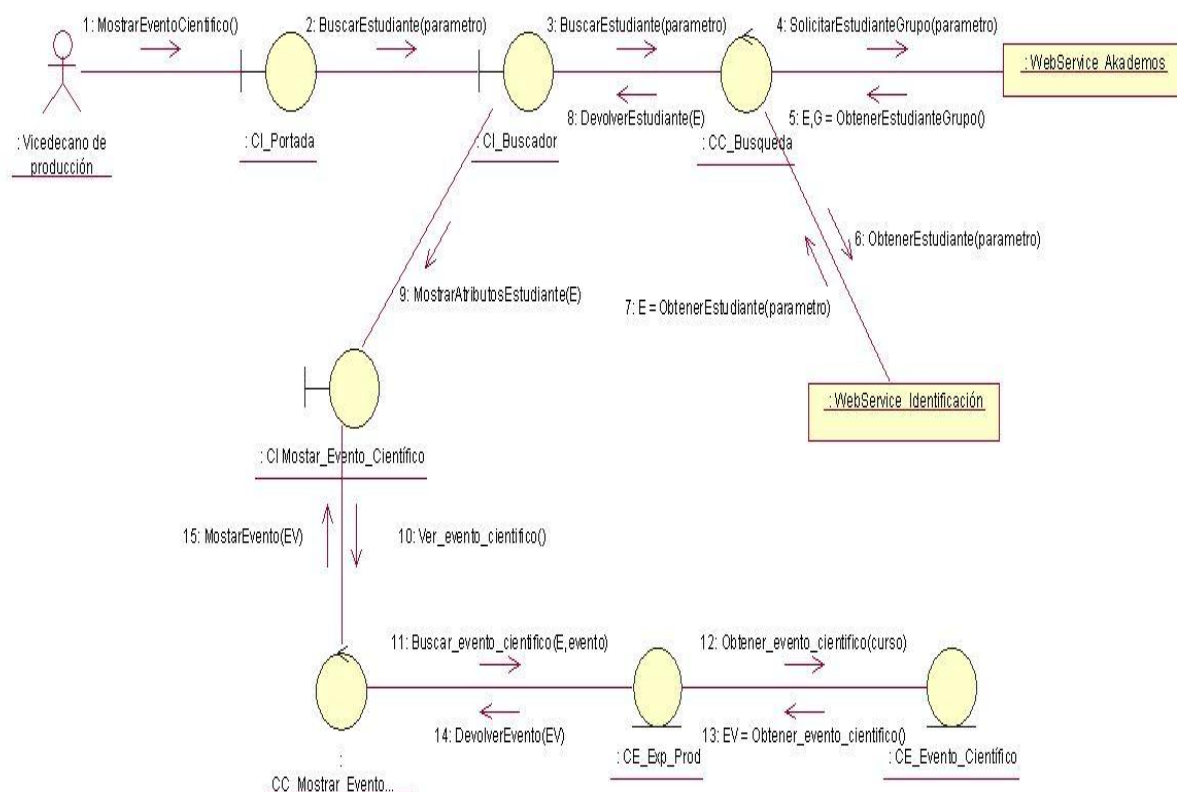 1: MostrarEventoCientifico()
2: BuscarEstudiante(parametro)
3: BuscarEstudiante(parametro)
4: SolicitarEstudianteGrupo(parametro)
: WebService_Akademos
8: DevolverEstudiante(E)
5: E,G = ObtenerEstudianteGrupo()
: Vicedecano de
producción
: CI_Portada
: CI_Buscador
: CC_Busqueda
6: ObtenerEstudiante(parametro)
9: MostrarAtributosEstudiante(E)
7: E = ObtenerEstudiante(parametro)
: WebService_Identificación
: CI Mostar_Evento_Científico
15: MostarEvento(EV)
10: Ver_evento_cientifico()
11: Buscar_evento_cientifico(E,evento)
12: Obtener_evento_cientifico(curso)
14: DevolverEvento(EV)
13: EV = Obtener_evento_cientifico()
:
CC_Mostrar_Evento...
: CE_Exp_Prod
: CE_Evento_Científico